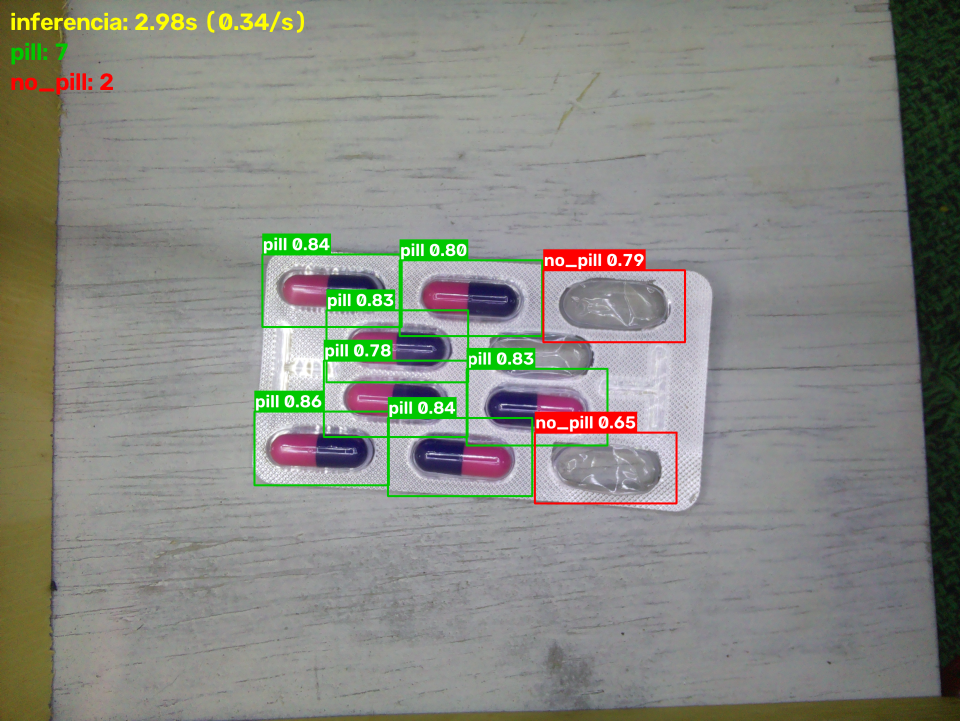 inferencia: 2.98s (0.34/s)
pill: 7
no_pill: 2
pill 0.84
pill 0.80
no_pill 0.79
pill 0.83
pill 0.78
pill 0.83
pill 0.86
pill 0.84
no_pill 0.65